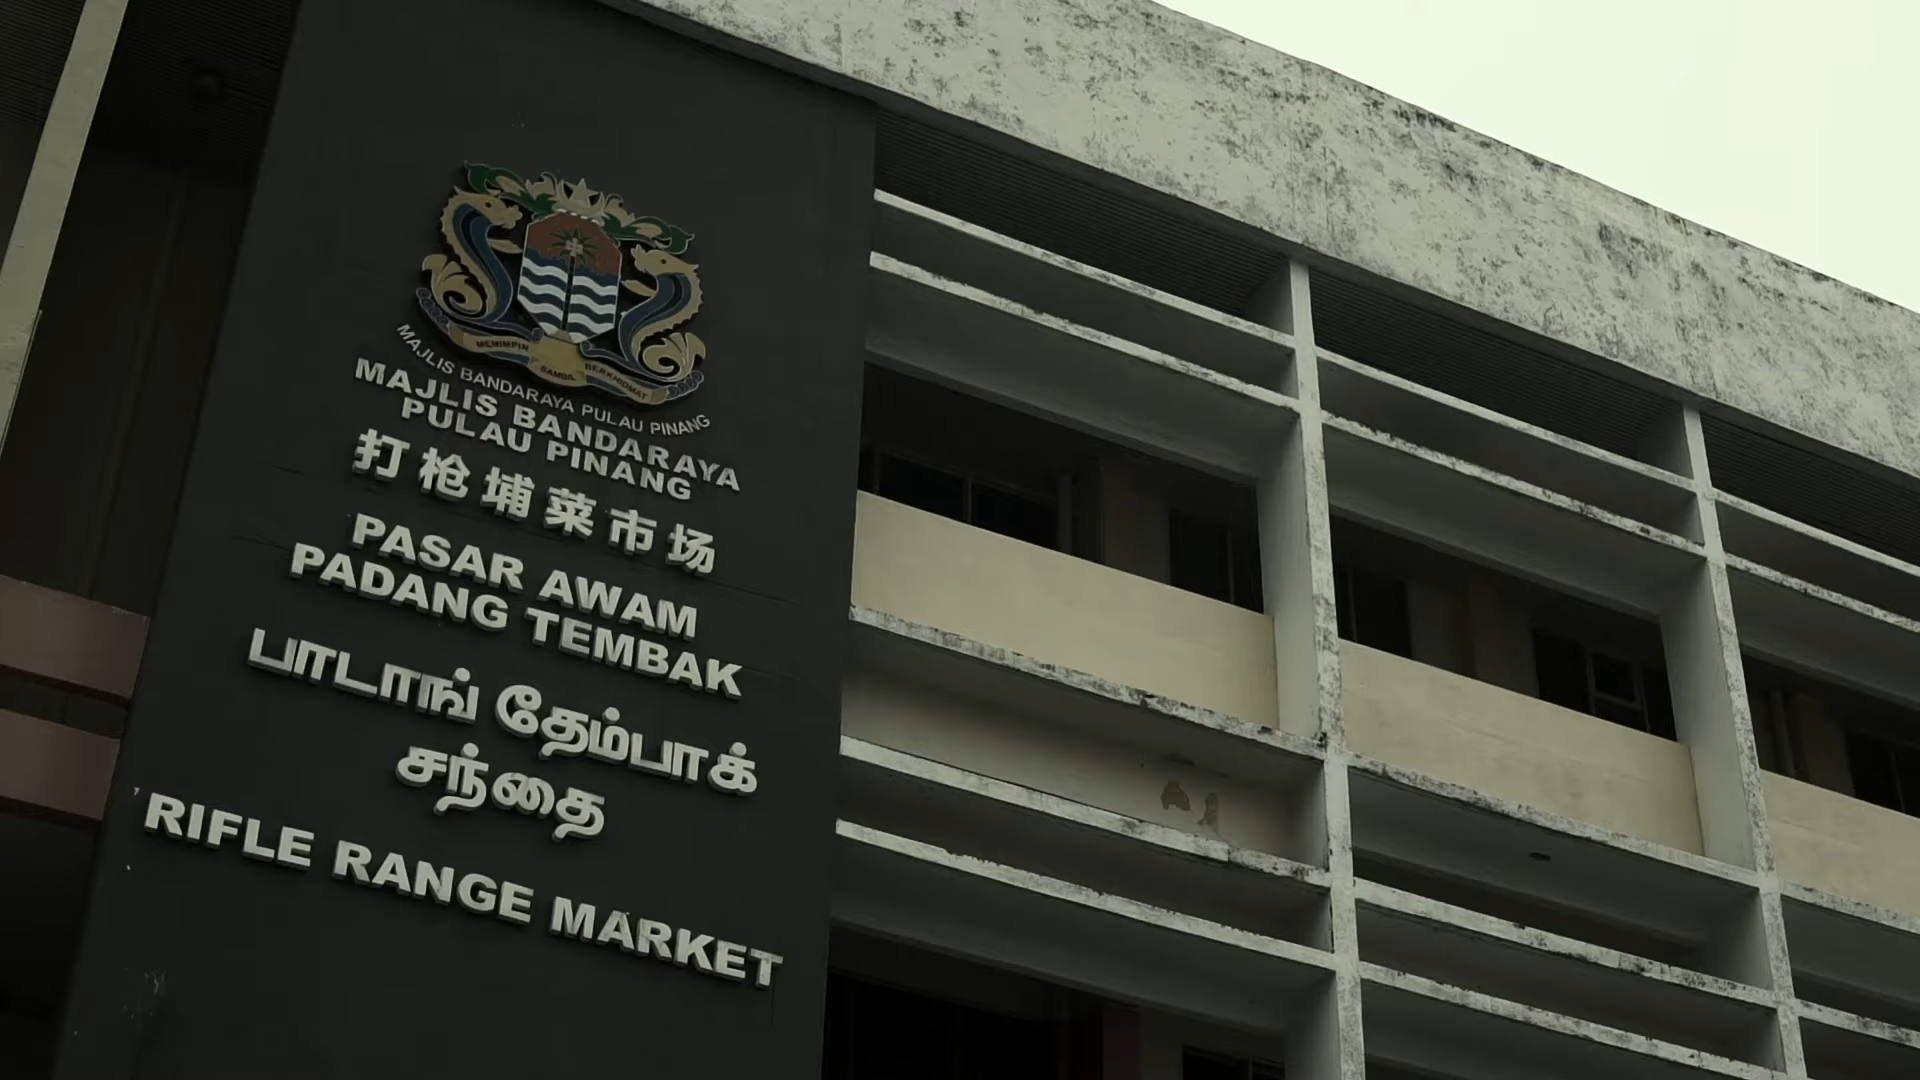 MEMIMPIN SAMBIL BERKHIDMAT
MAJLIS BANDARAYA PULAU PINANG
MAJLIS BANDARAYA
PULAU PINANG
打枪埔菜市场
PASAR AWAM
PADANG TEMBAK
பாடாங் தேம்பாக்
சந்தை
RIFLE RANGE MARKET